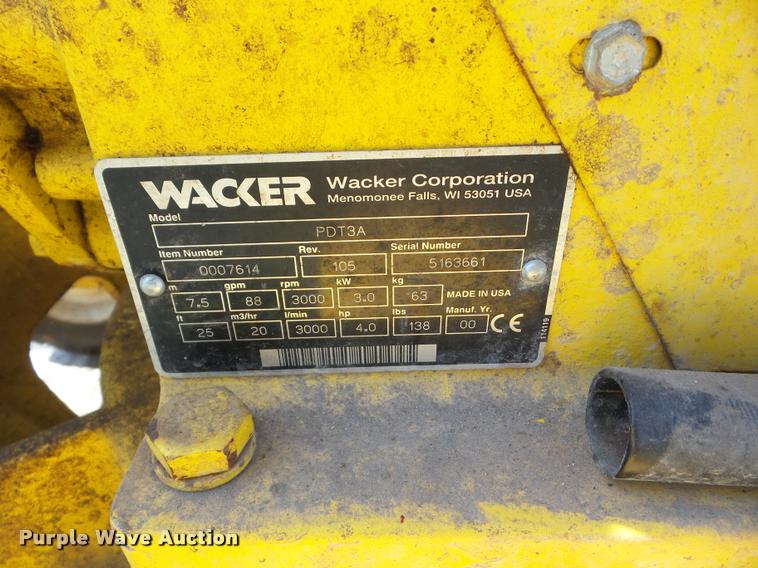 WACKER Wacker Corporation
Menomonee Falls, WI 53051 USA
Model
PDT3A
Item Number Rev. Serial Number
0007614 105 5163661
m gpm rpm kW kg
7.5 88 3000 3.0 63 MADE IN USA
ft m3/hr l/min hp lbs Manuf. Yr.
25 20 3000 4.0 138 00 CE
114119
Purple Wave Auction